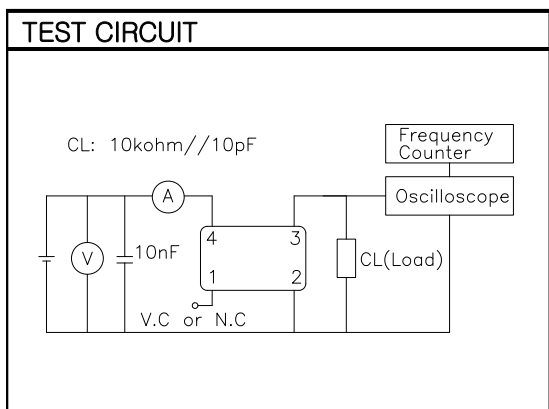 TEST CIRCUIT
CL: 10kohm//10pF
Frequency
Counter
A
Oscilloscope
4 3
V
10nF
CL(Load)
1 2
V.C or N.C